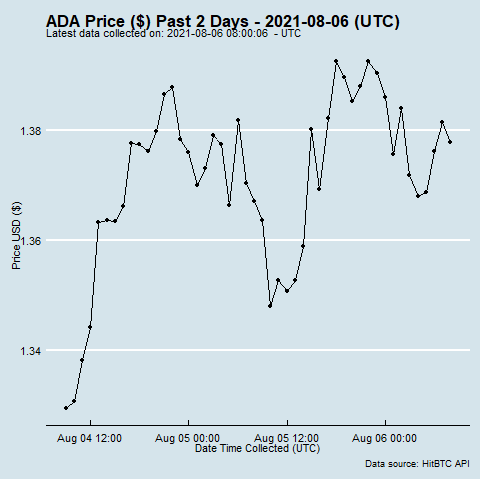 ADA Price ($) Past 2 Days - 2021-08-06 (UTC)
Latest data collected on: 2021-08-06 08:00:06 - UTC
1.38
1.36
1.34
Price USD ($)
Aug 04 12:00 Aug 05 00:00 Aug 05 12:00 Aug 06 00:00
Date Time Collected (UTC)
Data source: HitBTC API